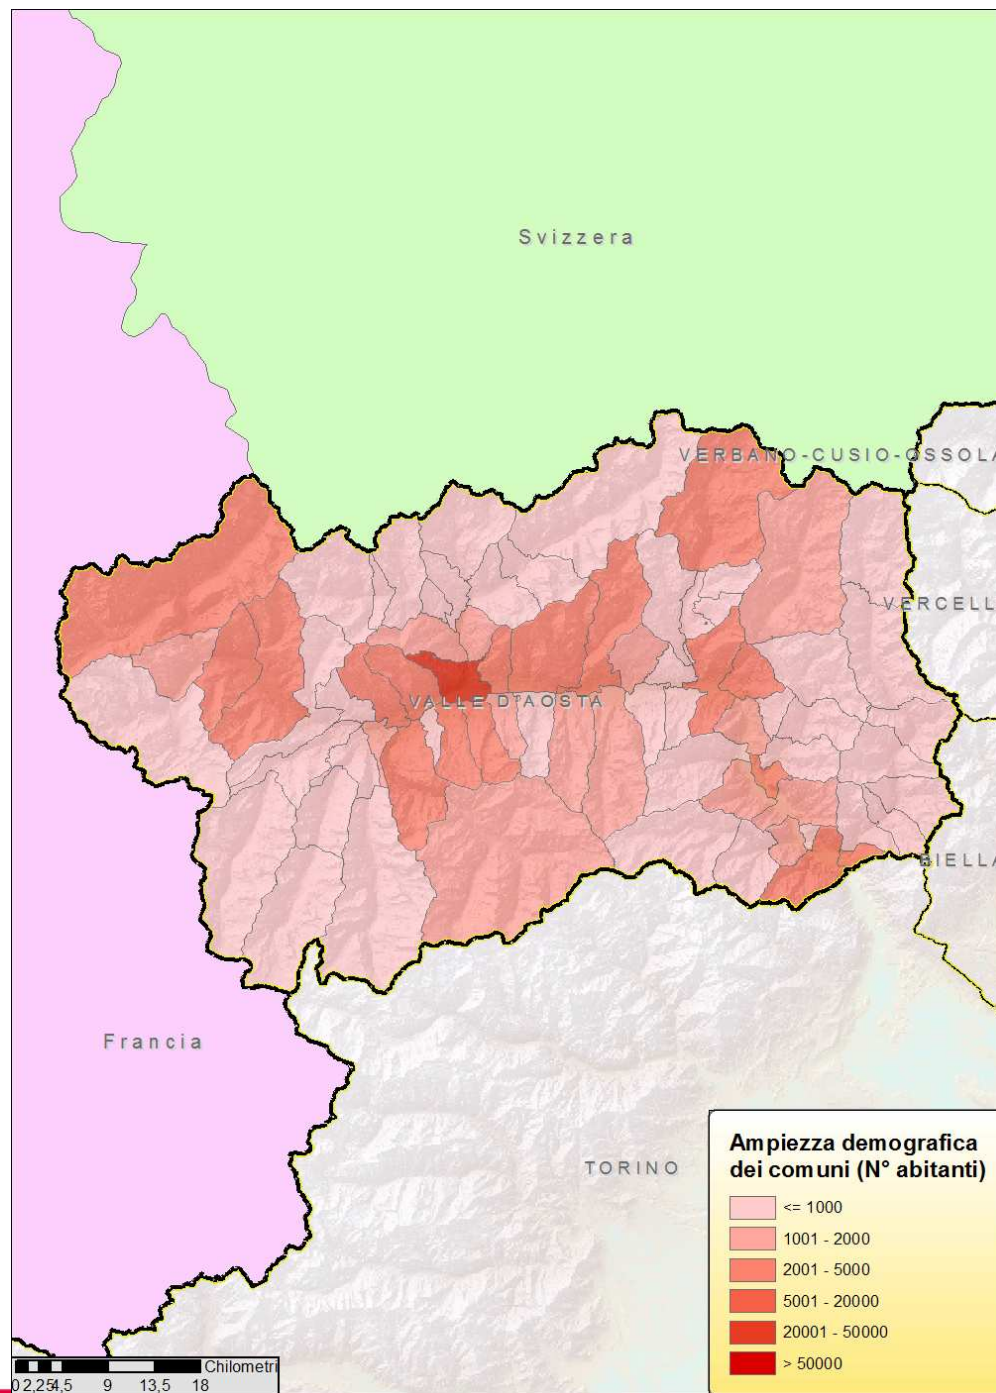 Svizzera
VERBANO-CUSIO-OSSOLA
VERCELL
VALLE D'AOSTA
BIELLA
Francia
TORINO
Ampiezza demografica
dei comuni (N° abitanti)
<= 1000
1001 - 2000
2001 - 5000
5001 - 20000
20001 - 50000
> 50000
Chilometri
0 2,25 4,5 9 13,5 18